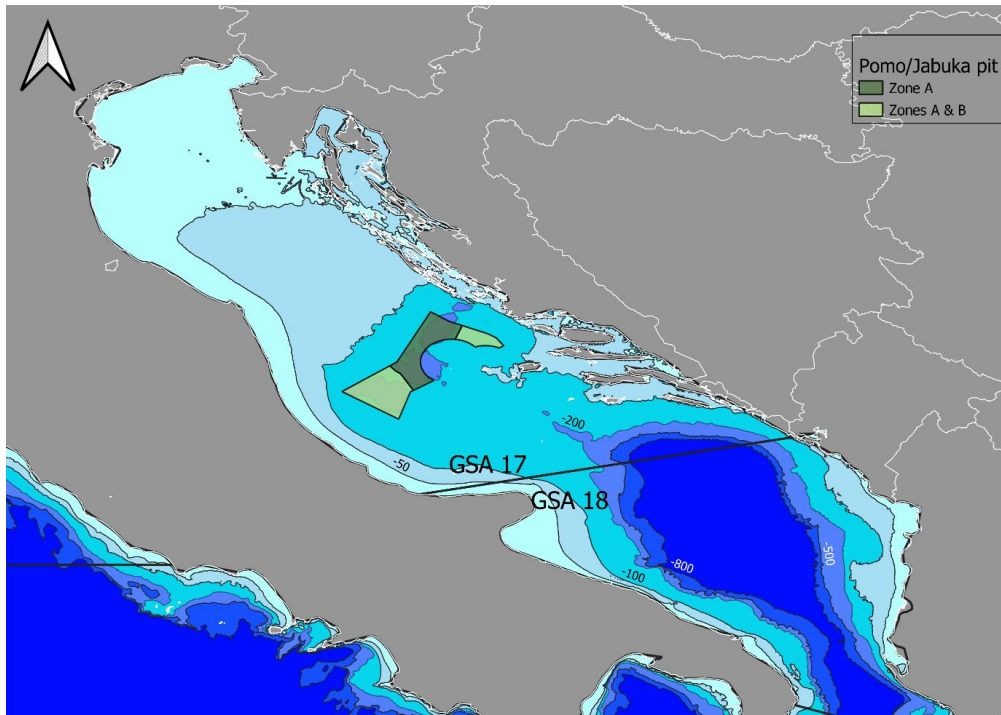 Pomo/Jabuka pit
Zone A
Zones A & B
-200
-50
GSA 17
GSA 18
-500
-800
-100